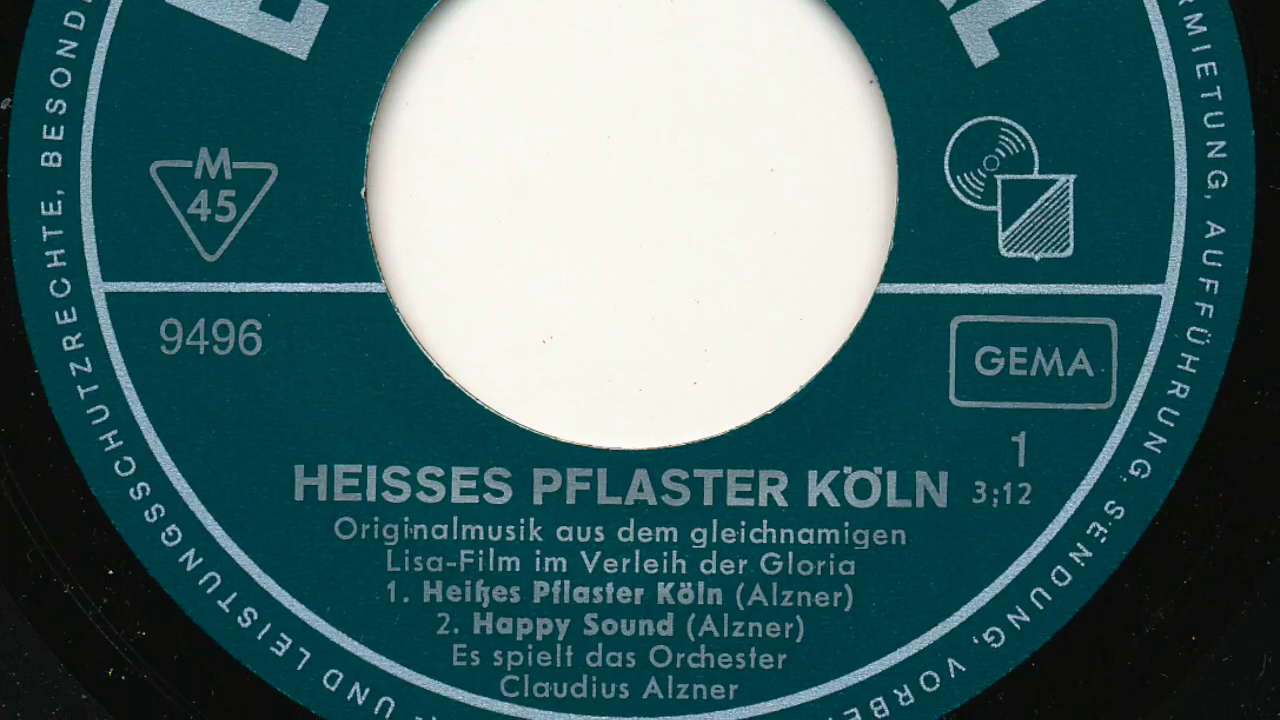 M
45
9496
GEMA
1
HEISSES PFLASTER KÖLN 3:12
Originalmusik aus dem gleichnamigen
Lisa-Film im Verleih der Gloria
1. Heißes Pflaster Köln (Alzner)
2. Happy Sound (Alzner)
Es spielt das Orchester
Claudius Alzner
UND LEISTUNGSSCHUTZRECHTE, BESONDE
RMIETUNG, AUFFÜHRUNG, SENDUNG, VORBE